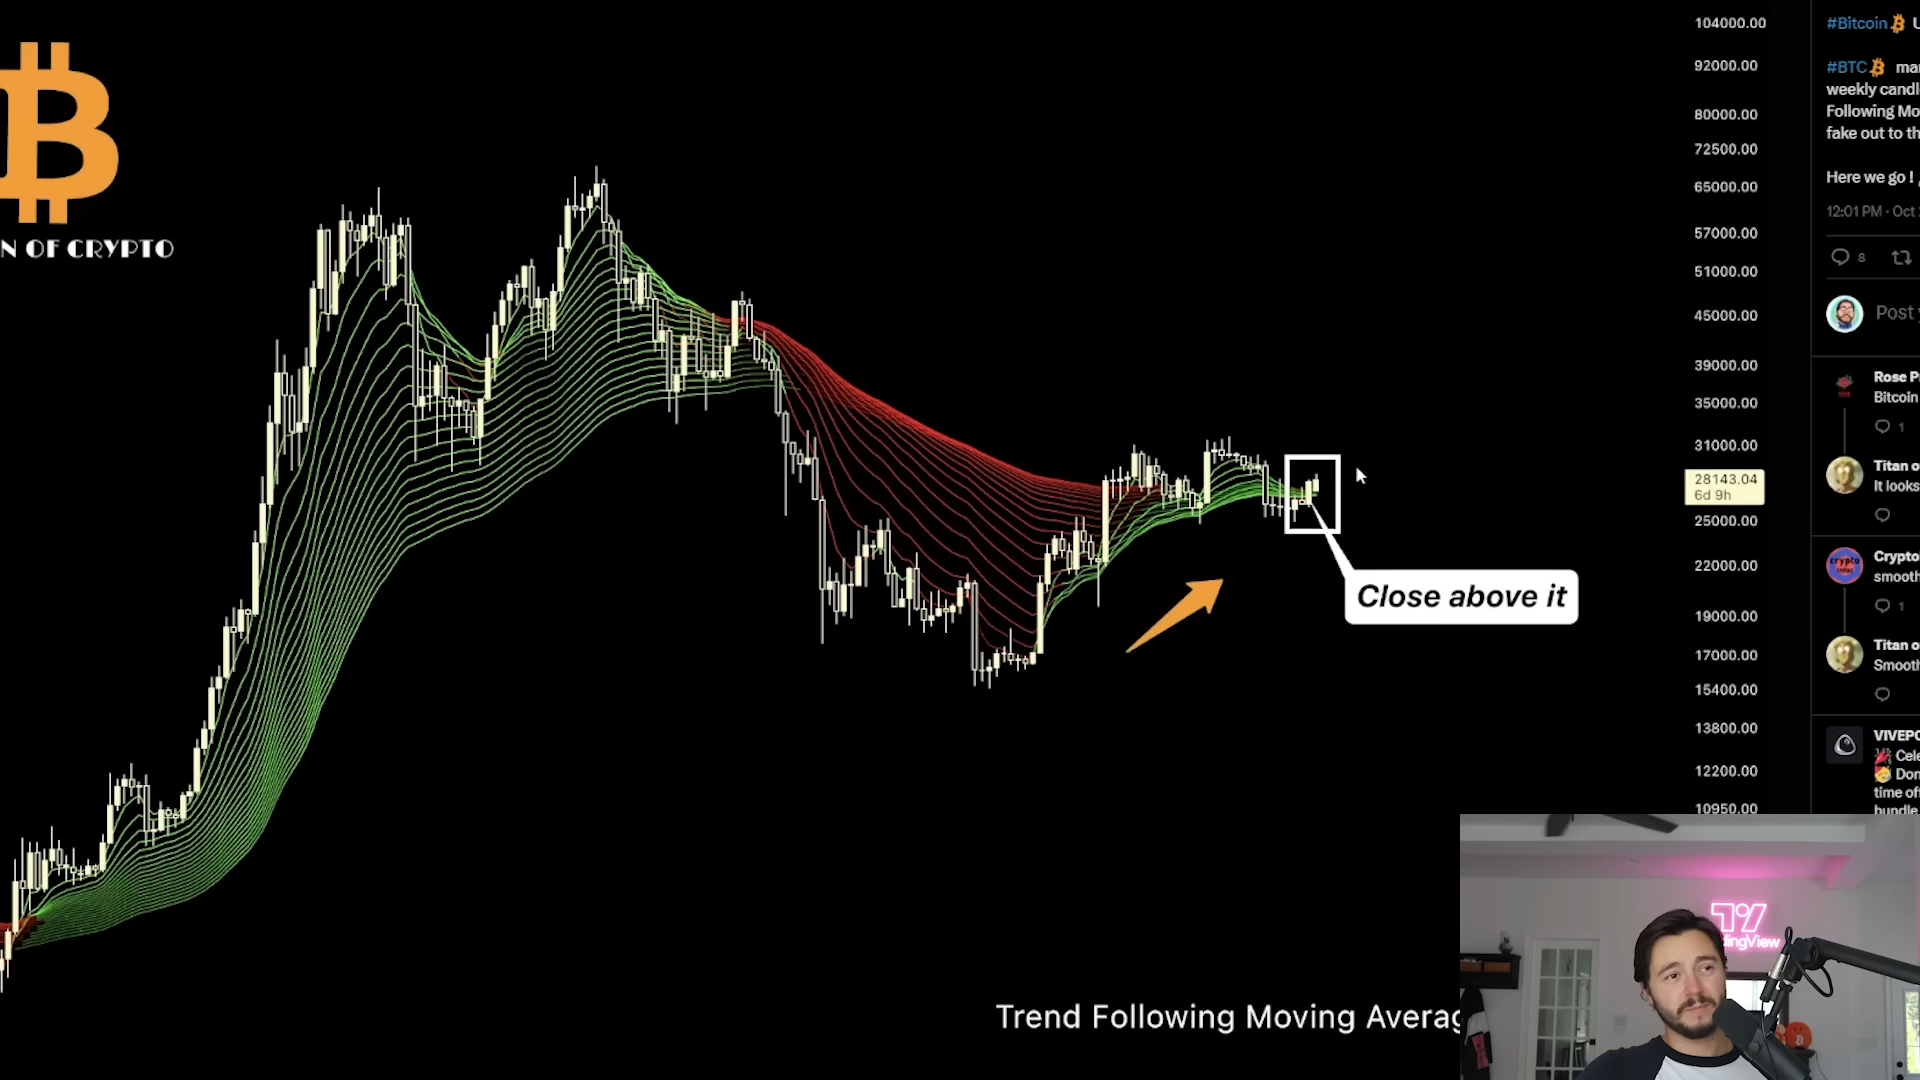 N OF CRYPTO
104000.00
92000.00
80000.00
72500.00
65000.00
57000.00
51000.00
45000.00
39000.00
35000.00
31000.00
28143.04
6d 9h
25000.00
22000.00
19000.00
17000.00
15400.00
13800.00
12200.00
10950.00
Close above it
Trend Following Moving Averag
#Bitcoin
#BTC mar
weekly candl
Following Mo
fake out to th
Here we go !
12:01 PM · Oct
8
Post
Rose P
Bitcoin
1
Titan o
It looks
Crypto
smooth
1
Titan o
Smooth
VIVEPO
Cele
Don
time off
bundle
dingView